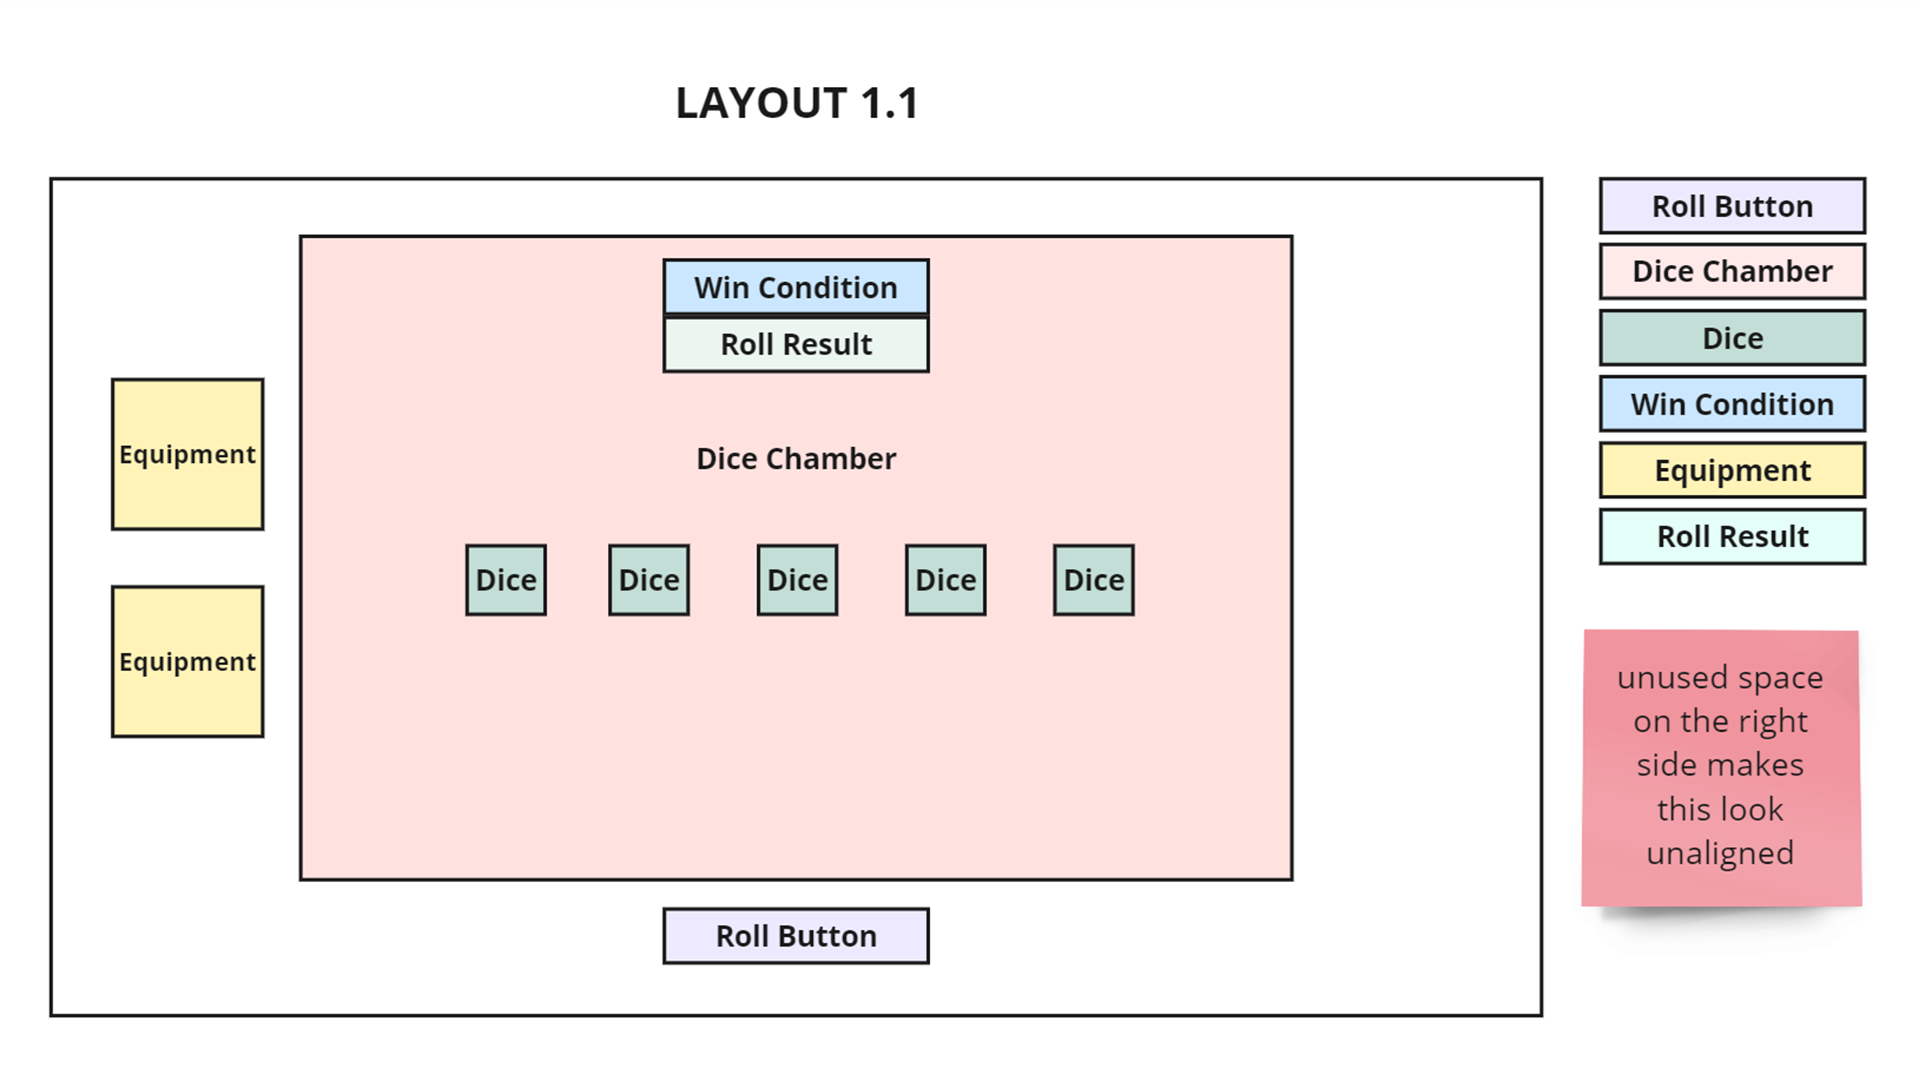 LAYOUT 1.1
Win Condition
Roll Result
Dice Chamber
Equipment
Equipment
Dice Dice Dice Dice Dice
Roll Button
Roll Button
Dice Chamber
Dice
Win Condition
Equipment
Roll Result
unused space
on the right
side makes
this look
unaligned